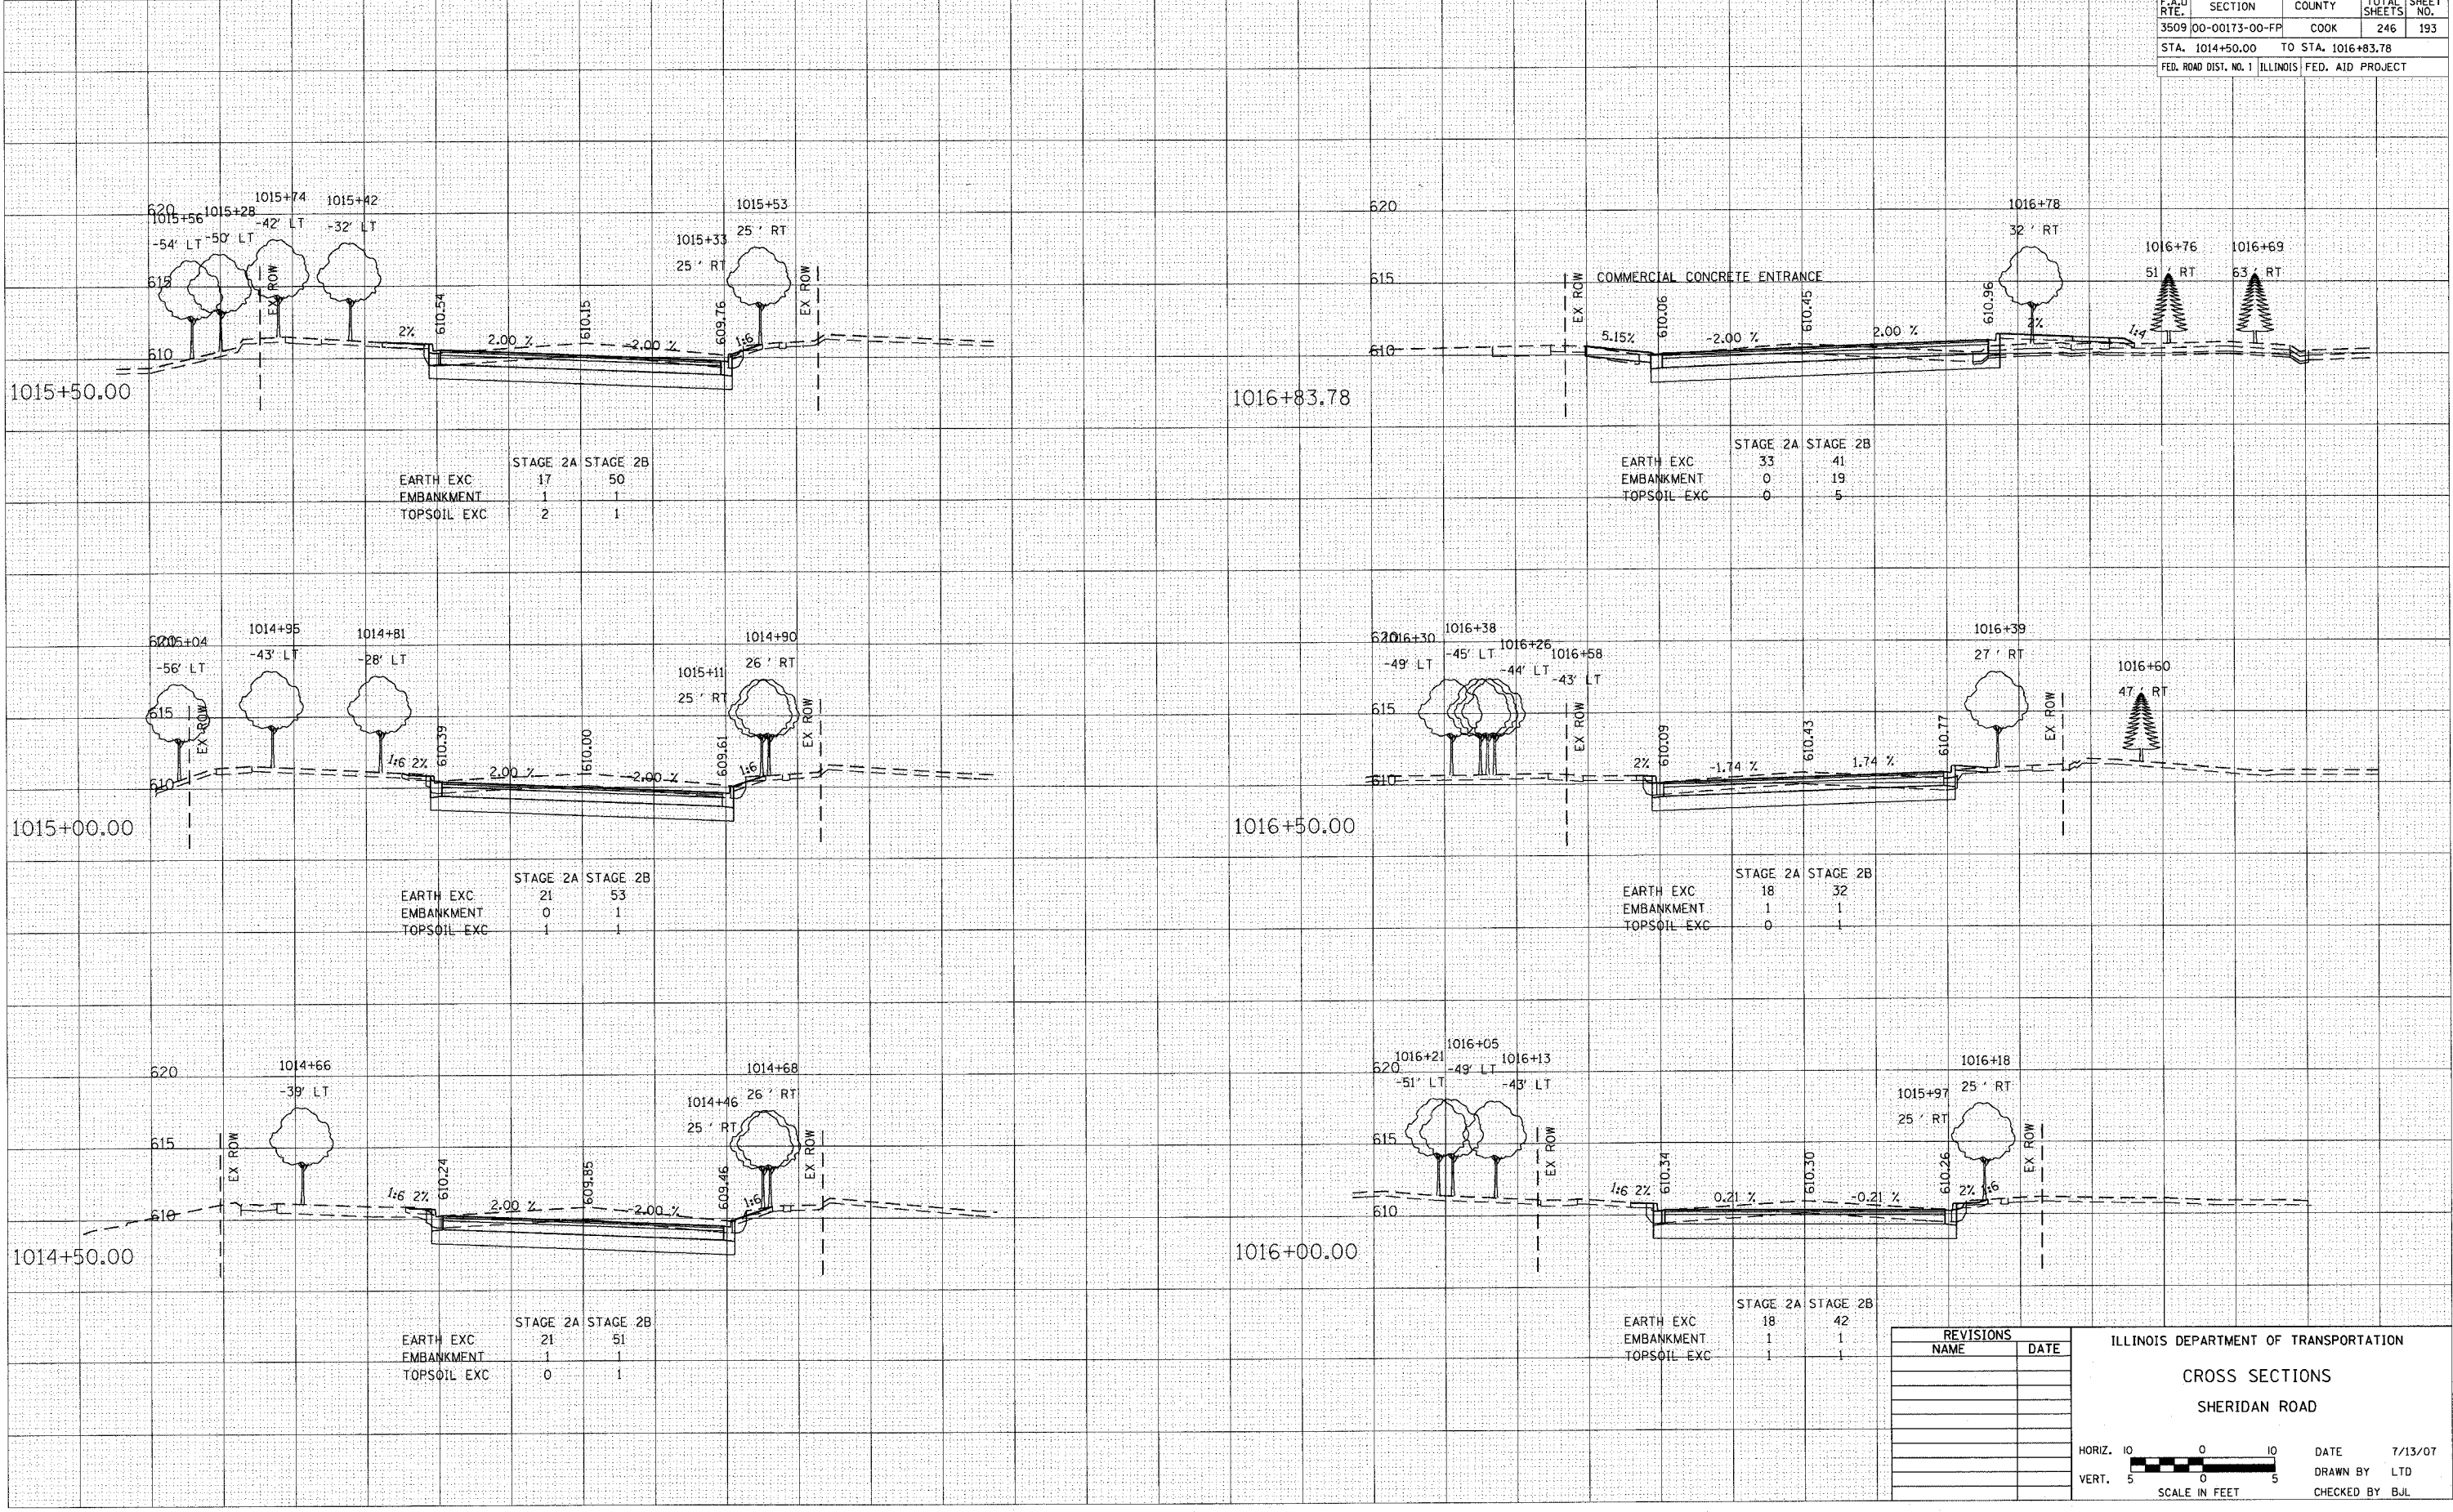 F.A.U RTE. SECTION COUNTY TOTAL SHEETS SHEET NO.
3509 00-00173-00-FP COOK 246 193
STA. 1014+50.00 TO STA. 1016+83.78
FED. ROAD DIST. NO. 1 ILLINOIS FED. AID PROJECT
1015+74 1015+42 1015+53
620 1015+56 1015+28
-54' LT -50' LT -42' LT -32' LT 25 ' RT
1015+33
25 ' RT
615 EX ROW EX ROW
610.54 610.15 609.76
610 2% 2.00 % -2.00 % 1:6
1015+50.00
STAGE 2A STAGE 2B
EARTH EXC 17 50
EMBANKMENT 1 1
TOPSOIL EXC 2 1
620 1016+78
32 ' RT
1016+76 1016+69
51 ' RT 63 ' RT
615 EX ROW COMMERCIAL CONCRETE ENTRANCE
610.06 610.45 610.96
610 5.15% -2.00 % 2.00 % 2% 1:4
1016+83.78
STAGE 2A STAGE 2B
EARTH EXC 33 41
EMBANKMENT 0 19
TOPSOIL EXC 0 5
620 1015+04 1014+95 1014+81 1014+90
-56' LT -43' LT -28' LT 26 ' RT
1015+11
25 ' RT
615 EX ROW EX ROW
610.39 610.00 609.61
610 1:6 2% 2.00 % -2.00 % 1:6
1015+00.00
STAGE 2A STAGE 2B
EARTH EXC 21 53
EMBANKMENT 0 1
TOPSOIL EXC 1 1
620 1016+30 1016+38 1016+26 1016+58 1016+39
-49' LT -45' LT -44' LT -43' LT 27 ' RT
1016+60
47 ' RT
615 EX ROW EX ROW
610.09 610.43 610.77
610 2% -1.74 % 1.74 %
1016+50.00
STAGE 2A STAGE 2B
EARTH EXC 18 32
EMBANKMENT 1 1
TOPSOIL EXC 0 1
620 1014+66 1014+68
-39' LT 26 ' RT
1014+46
25 ' RT
615 EX ROW EX ROW
610.24 609.85 609.46
610 1:6 2% 2.00 % -2.00 % 1:6
1014+50.00
STAGE 2A STAGE 2B
EARTH EXC 21 51
EMBANKMENT 1 1
TOPSOIL EXC 0 1
620 1016+21 1016+05 1016+13 1016+18
-51' LT -49' LT -43' LT 25 ' RT
1015+97
25 ' RT
615 EX ROW EX ROW
610.34 610.30 610.26
610 1:6 2% 0.21 % -0.21 % 2% 1:6
1016+00.00
STAGE 2A STAGE 2B
EARTH EXC 18 42
EMBANKMENT 1 1
TOPSOIL EXC 1 1
REVISIONS
NAME DATE
ILLINOIS DEPARTMENT OF TRANSPORTATION
CROSS SECTIONS
SHERIDAN ROAD
HORIZ. 10 0 10
VERT. 5 0 5
SCALE IN FEET
DATE 7/13/07
DRAWN BY LTD
CHECKED BY BJL